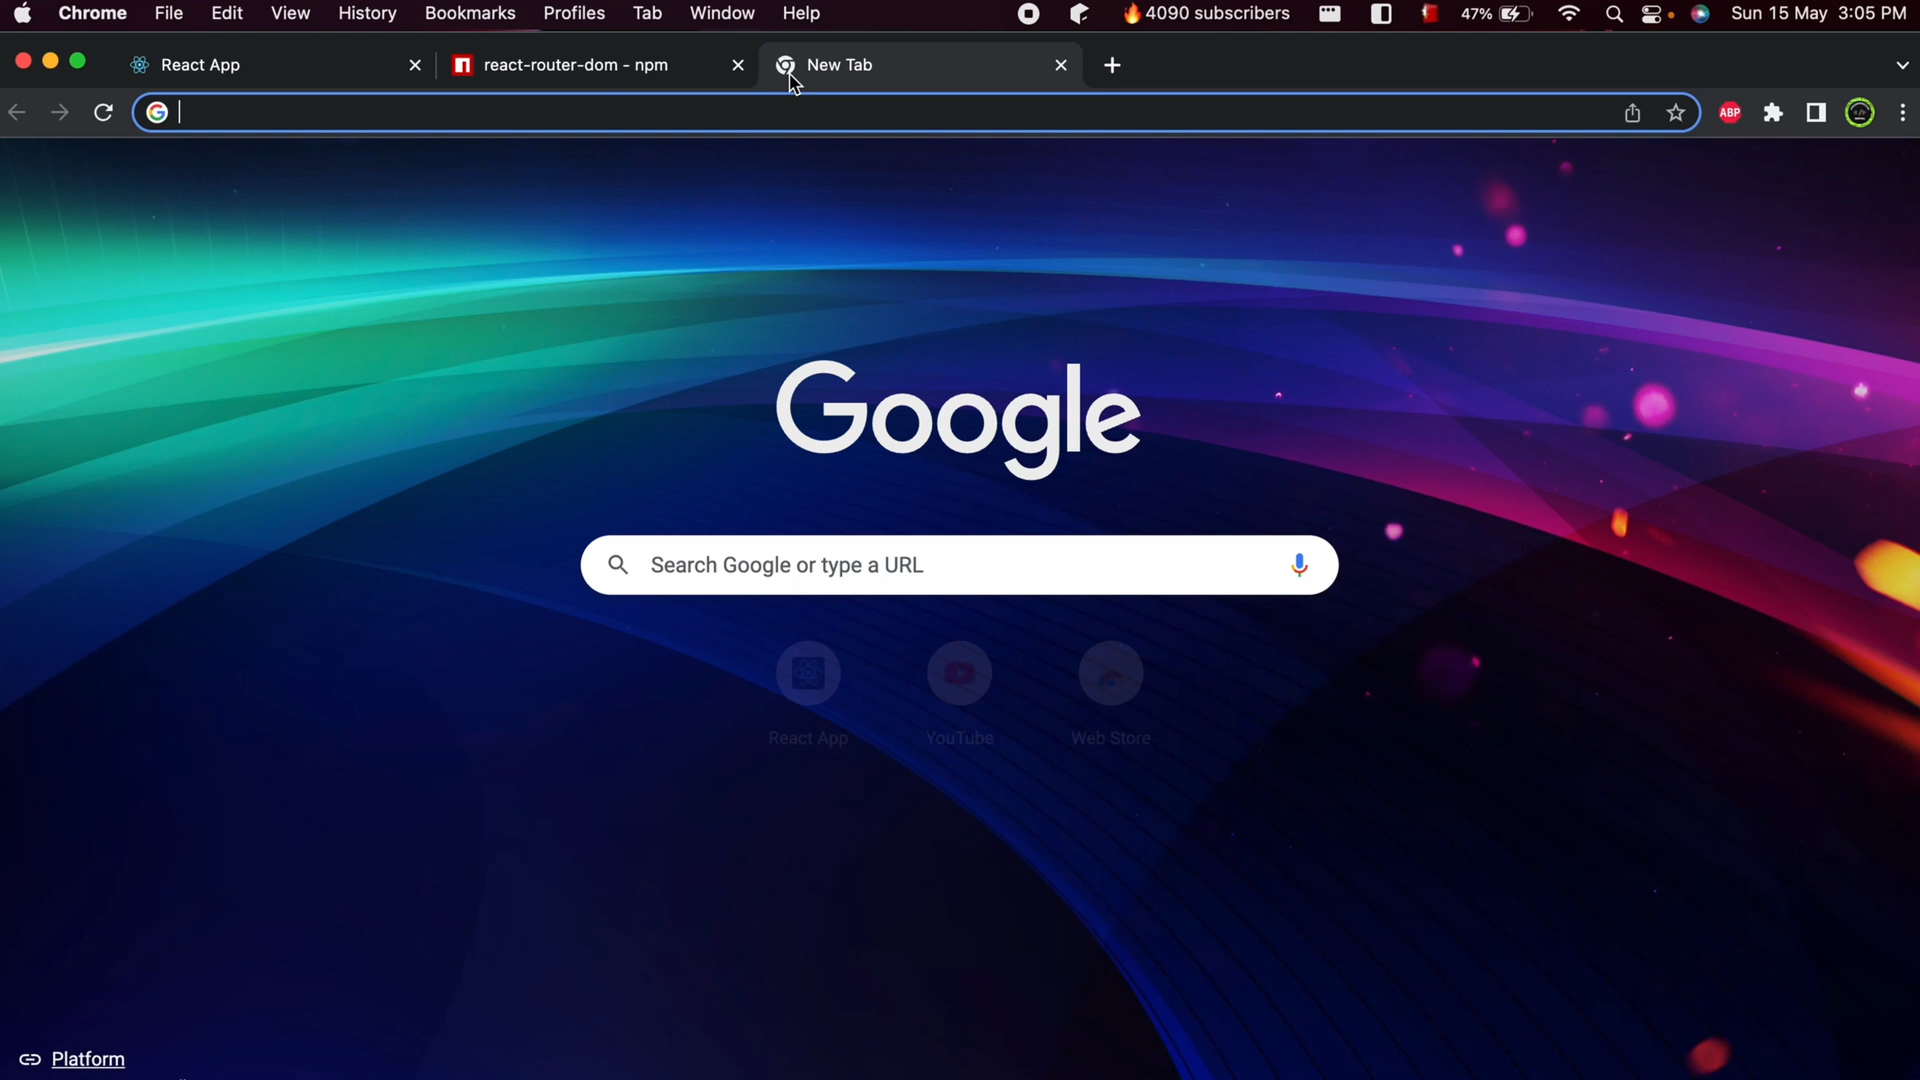 Chrome File Edit View History Bookmarks Profiles Tab Window Help 4090 subscribers 47% Sun 15 May 3:05 PM
React App react-router-dom - npm New Tab
ABP
Google
Search Google or type a URL
React App YouTube Web Store
Platform